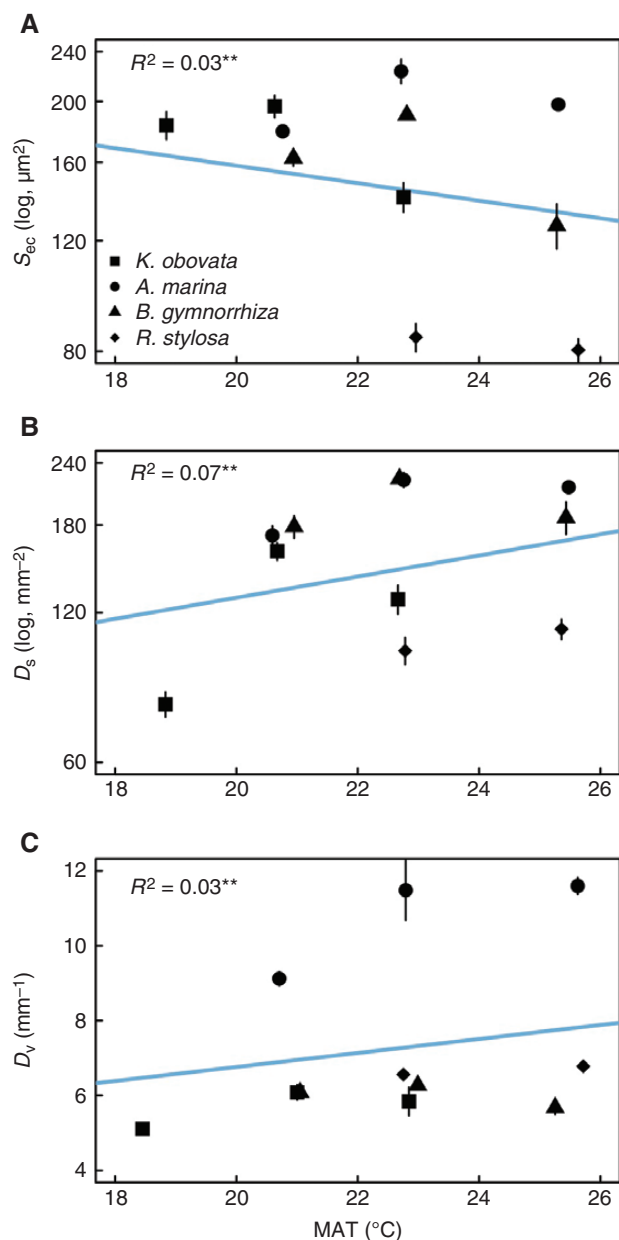 A
240
200
160
120
80
S_ec (log, µm²)
R² = 0.03**
K. obovata
A. marina
B. gymnorrhiza
R. stylosa
18 20 22 24 26
B
240
180
120
60
D_s (log, mm⁻²)
R² = 0.07**
18 20 22 24 26
C
12
10
8
6
4
D_v (mm⁻¹)
R² = 0.03**
18 20 22 24 26
MAT (°C)